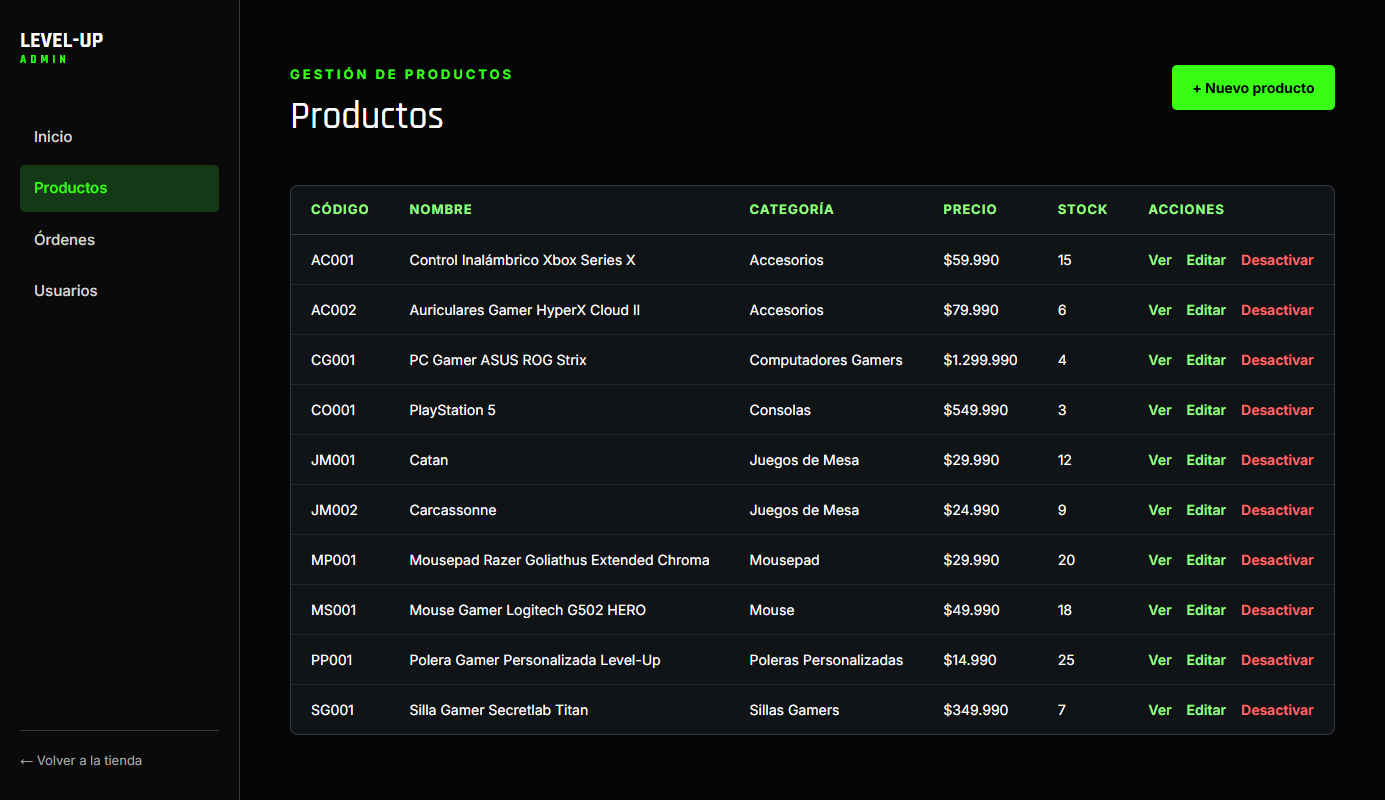 LEVEL-UP
ADMIN
Inicio
Productos
Órdenes
Usuarios
← Volver a la tienda
GESTIÓN DE PRODUCTOS
Productos
+ Nuevo producto
CÓDIGO NOMBRE CATEGORÍA PRECIO STOCK ACCIONES
AC001 Control Inalámbrico Xbox Series X Accesorios $59.990 15 Ver Editar Desactivar
AC002 Auriculares Gamer HyperX Cloud II Accesorios $79.990 6 Ver Editar Desactivar
CG001 PC Gamer ASUS ROG Strix Computadores Gamers $1.299.990 4 Ver Editar Desactivar
CO001 PlayStation 5 Consolas $549.990 3 Ver Editar Desactivar
JM001 Catan Juegos de Mesa $29.990 12 Ver Editar Desactivar
JM002 Carcassonne Juegos de Mesa $24.990 9 Ver Editar Desactivar
MP001 Mousepad Razer Goliathus Extended Chroma Mousepad $29.990 20 Ver Editar Desactivar
MS001 Mouse Gamer Logitech G502 HERO Mouse $49.990 18 Ver Editar Desactivar
PP001 Polera Gamer Personalizada Level-Up Poleras Personalizadas $14.990 25 Ver Editar Desactivar
SG001 Silla Gamer Secretlab Titan Sillas Gamers $349.990 7 Ver Editar Desactivar